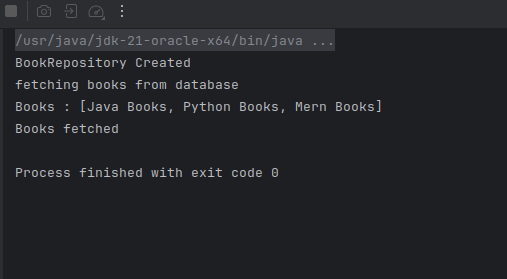 /usr/java/jdk-21-oracle-x64/bin/java ...
BookRepository Created
fetching books from database
Books : [Java Books, Python Books, Mern Books]
Books fetched
Process finished with exit code 0